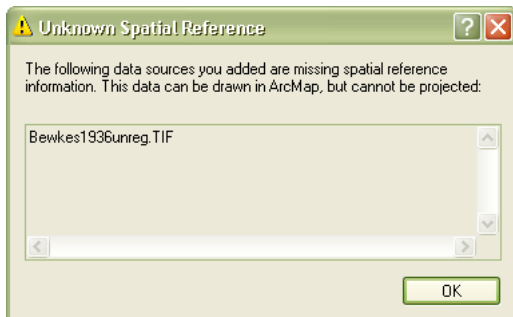 Unknown Spatial Reference
The following data sources you added are missing spatial reference
information. This data can be drawn in ArcMap, but cannot be projected:
Bewkes1936unreg.TIF
OK